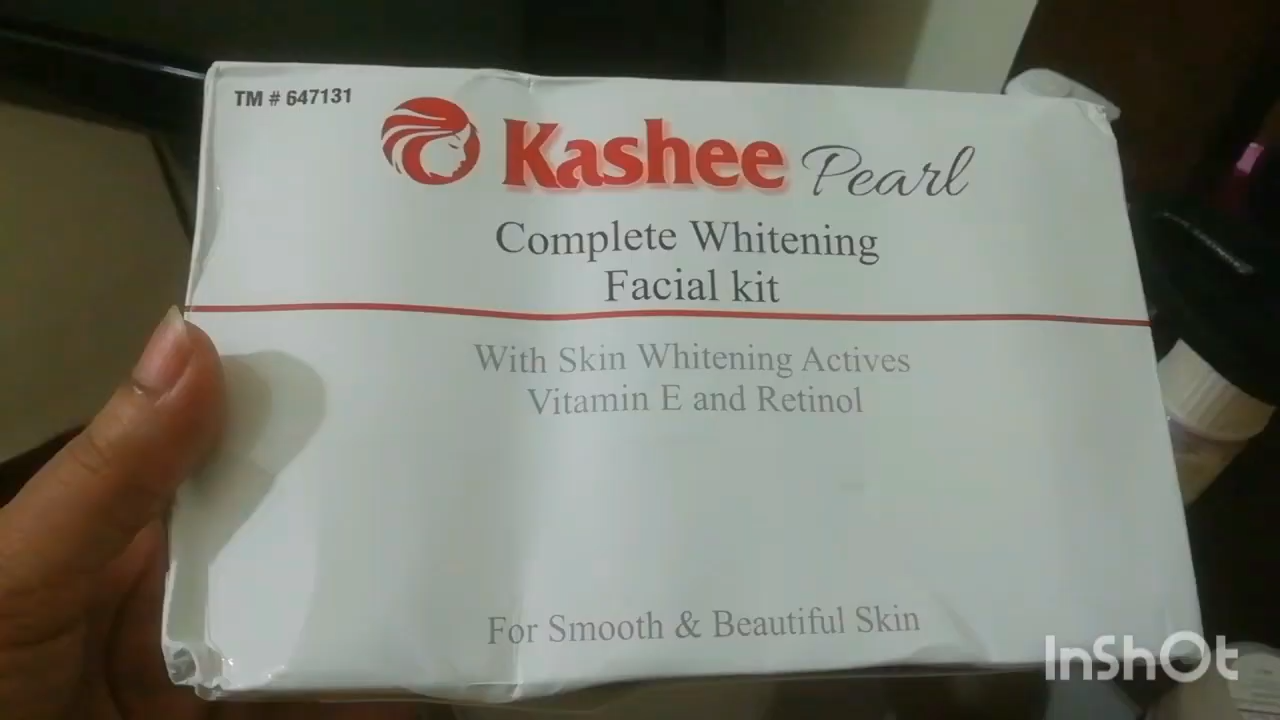 TM # 647131
Kashee Pearl
Complete Whitening
Facial kit
With Skin Whitening Actives
Vitamin E and Retinol
For Smooth & Beautiful Skin
InShOt